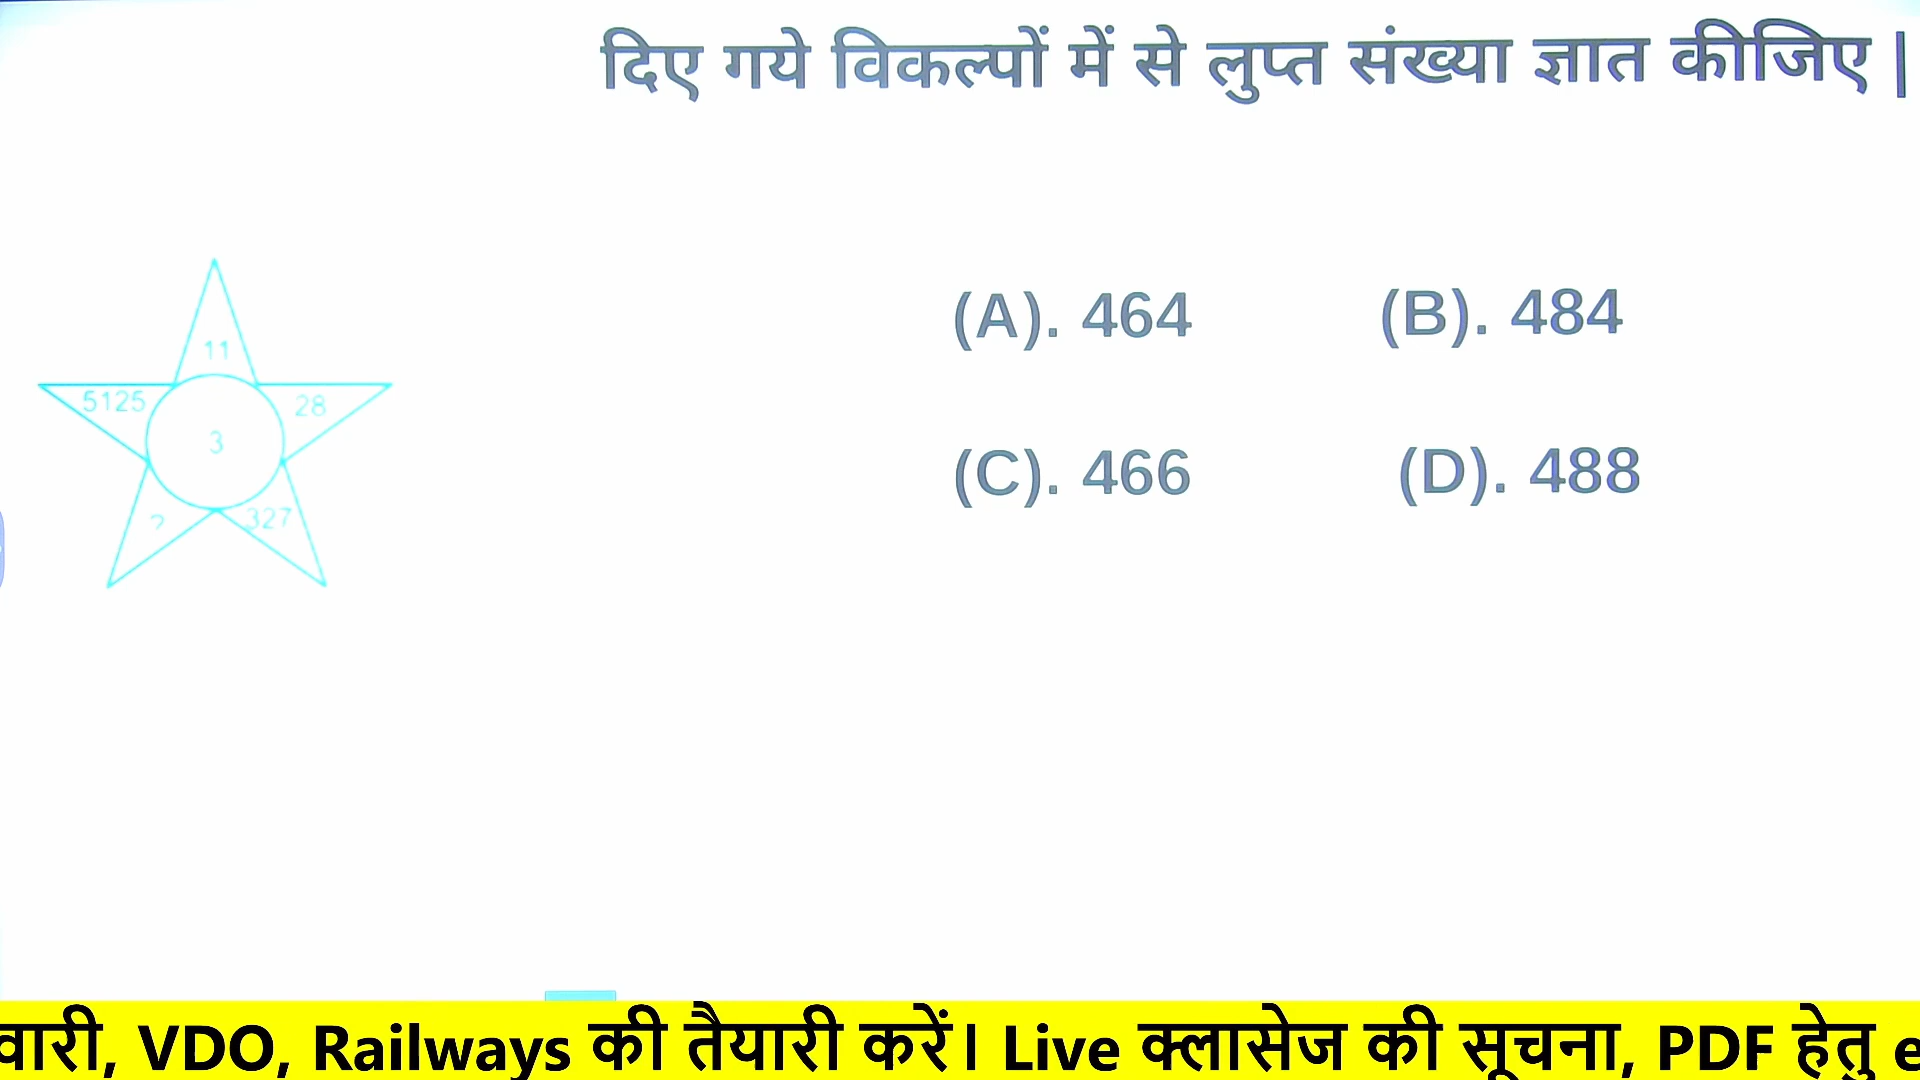 दिए गये विकल्पों में से लुप्त संख्या ज्ञात कीजिए |
(A). 464 (B). 484
11
5125
28
3
(C). 466 (D). 488
?
327
वारी, VDO, Railways की तैयारी करें। Live क्लासेज की सूचना, PDF हेतु e